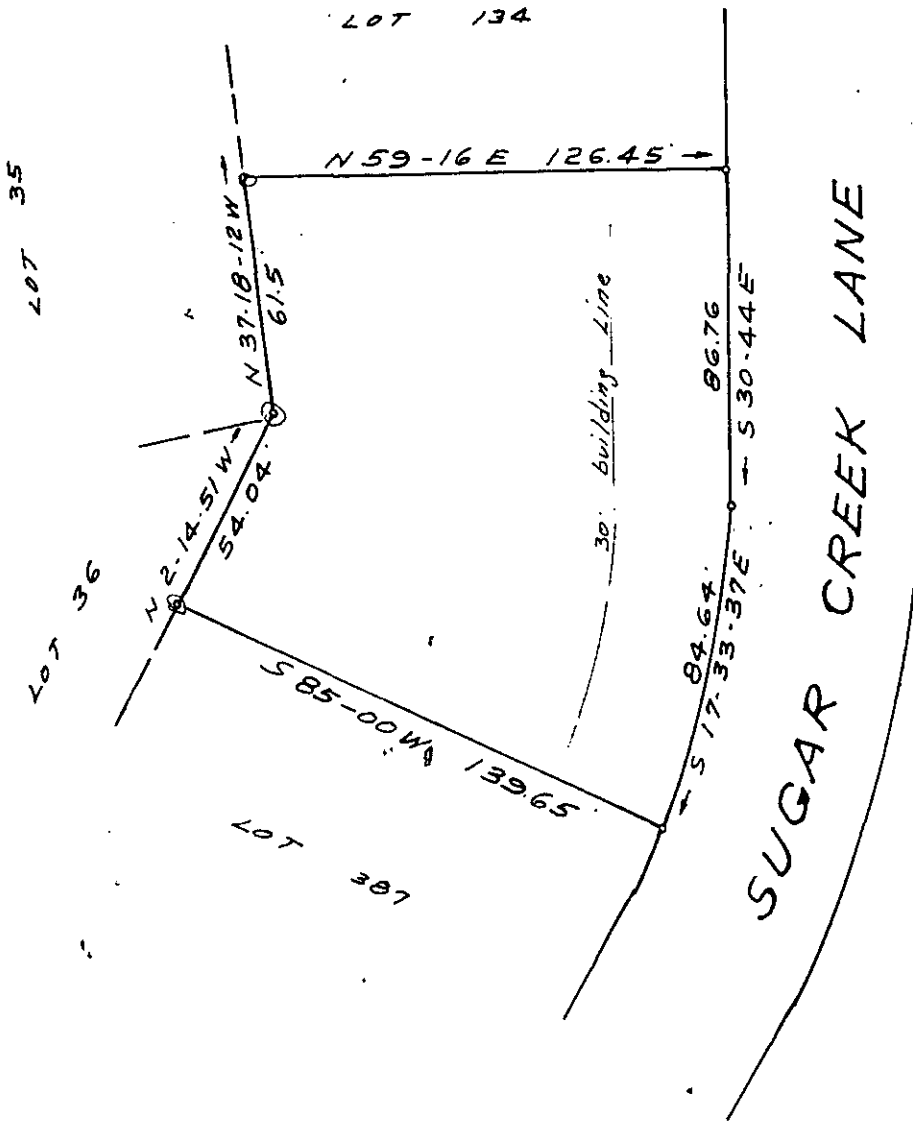 LOT 134
LOT 35
N 59-16 E 126.45
N 37-18-12 W
61.5
N 2-14-51 W
54.04
LOT 36
30' building Line
86.76
S 30-44 E
84.64
S 17-33-37 E
S 85-00 W
139.65
LOT 387
SUGAR CREEK LANE